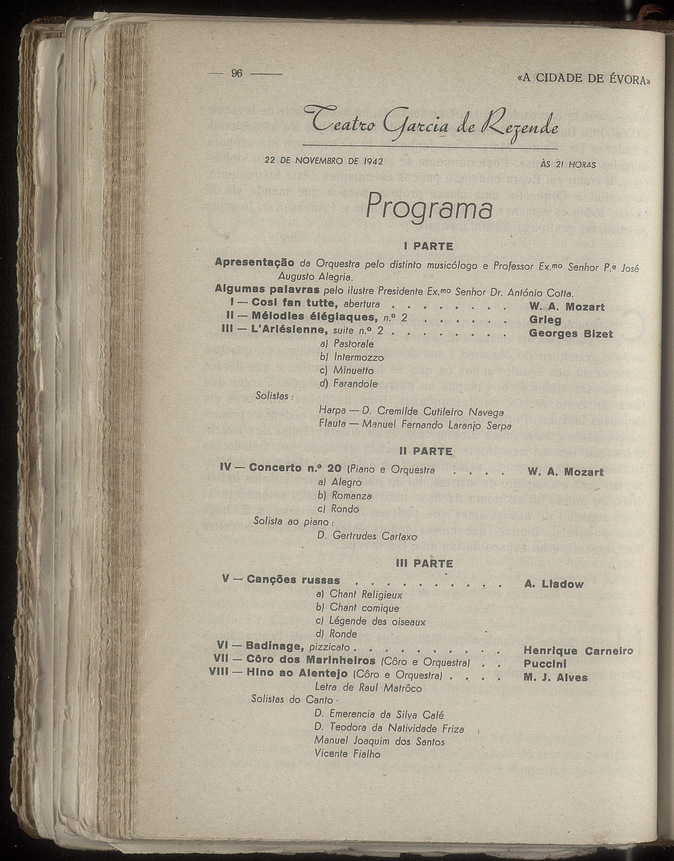 — 96 —
«A CIDADE DE ÉVORA»
Teatro Garcia de Rezende
22 DE NOVEMBRO DE 1942 ÀS 21 HORAS
Programa
I PARTE
Apresentação da Orquestra pelo distinto musicólogo e Professor Ex.mo Senhor P.e José
Augusto Alegria.
Algumas palavras pelo ilustre Presidente Ex.mo Senhor Dr. António Cotta.
I — Cosi fan tutte, abertura . . . . . . . . W. A. Mozart
II — Mélodies élégiaques, n.º 2 . . . . . . Grieg
III — L'Arlésienne, suite n.º 2 . . . . . . . . Georges Bizet
a) Pastorale
b) Intermozzo
c) Minuetto
d) Farandole
Solistas :
Harpa — D. Cremilde Cutileiro Navega
Flauta — Manuel Fernando Laranjo Serpa
II PARTE
IV — Concerto n.º 20 (Piano e Orquestra . . . . W. A. Mozart
a) Alegro
b) Romanza
c) Rondo
Solista ao piano :
D. Gertrudes Cartaxo
III PARTE
V — Canções russas . . . . . . . . . . A. Lladow
a) Chant Religieux
b) Chant comique
c) Légende des oiseaux
d) Ronde
VI — Badinage, pizzicato . . . . . . . . . . Henrique Carneiro
VII — Côro dos Marinheiros (Côro e Orquestra) . . Puccini
VIII — Hino ao Alentejo (Côro e Orquestra) . . . . M. J. Alves
Letra de Raul Matrôco
Solistas do Canto ·
D. Emerencia da Silva Calé
D. Teodora da Natividade Friza
Manuel Joaquim dos Santos
Vicente Fialho